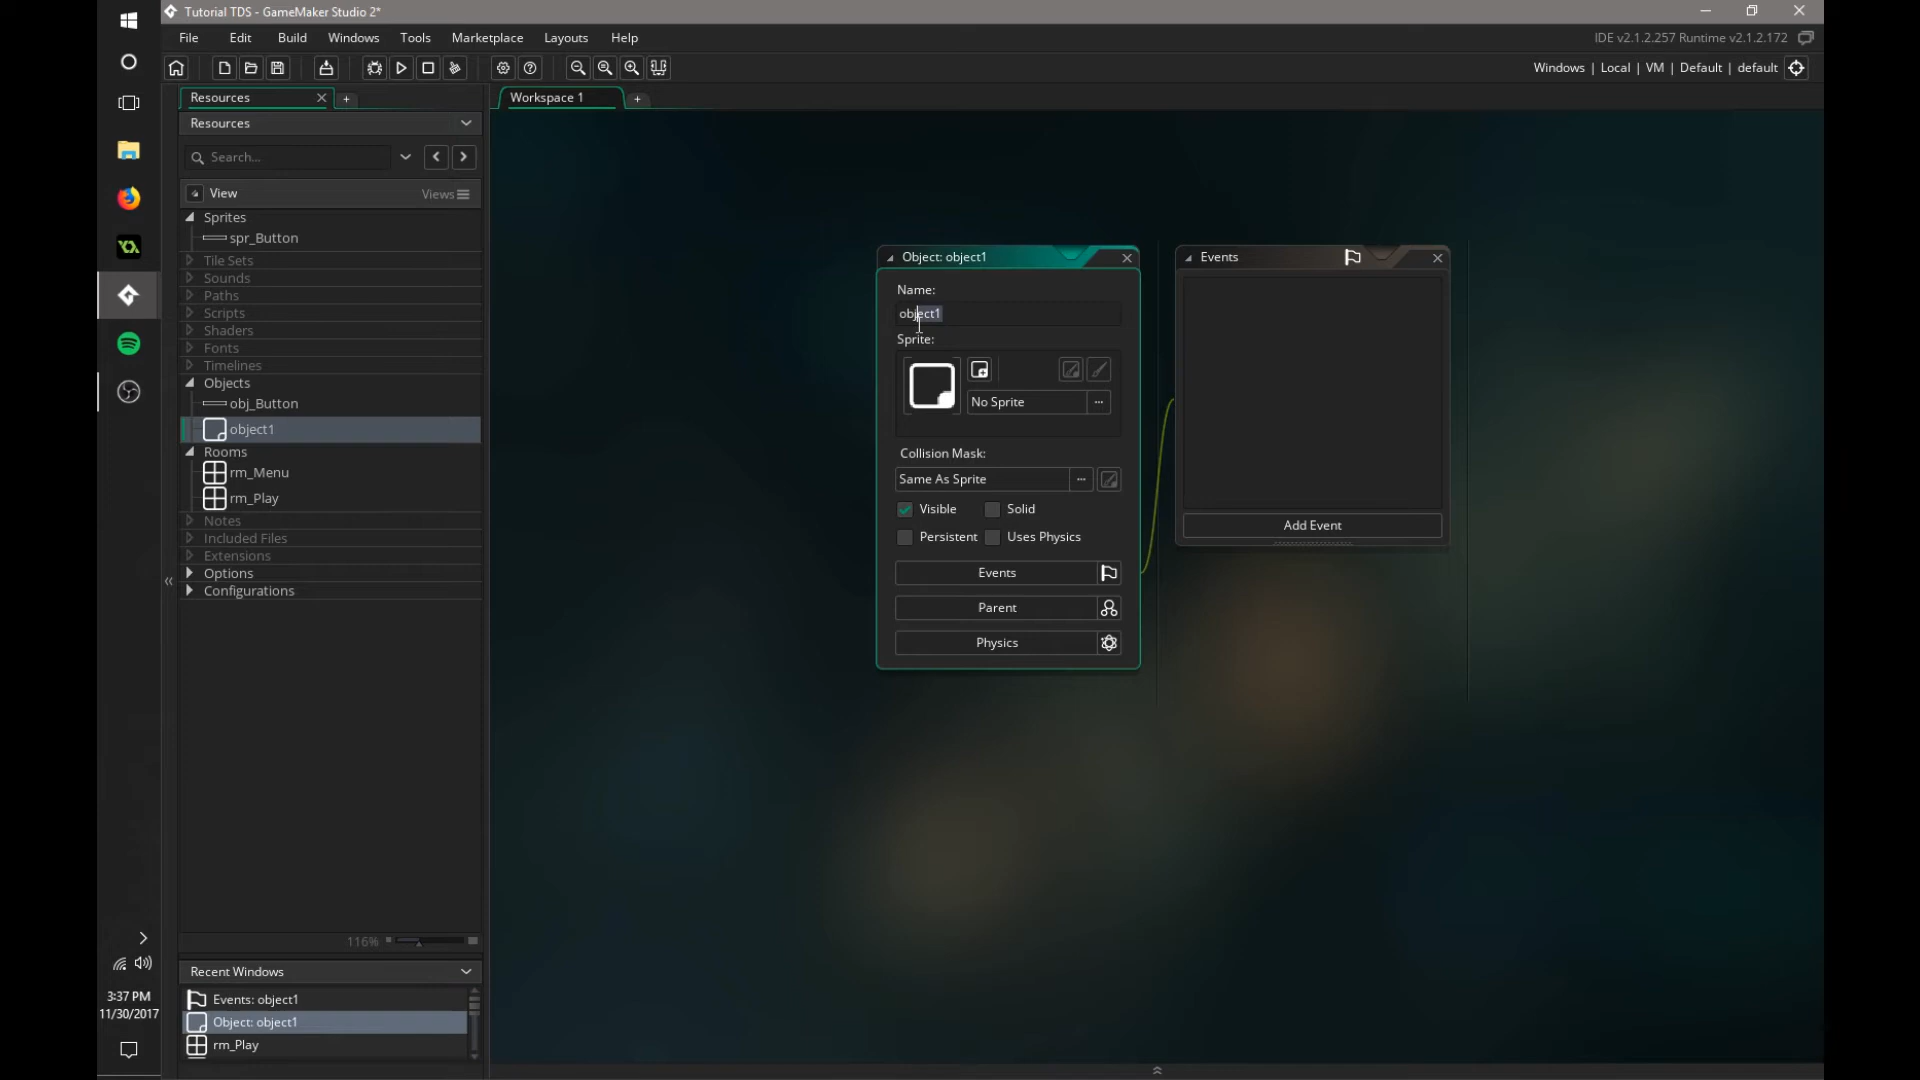 Tutorial TDS - GameMaker Studio 2*
File Edit Build Windows Tools Marketplace Layouts Help
IDE v2.1.2.257 Runtime v2.1.2.172
Windows | Local | VM | Default | default
Resources
Workspace 1
Resources
Search...
View
Views
Sprites
spr_Button
Tile Sets
Sounds
Paths
Scripts
Shaders
Fonts
Timelines
Objects
obj_Button
object1
Rooms
rm_Menu
rm_Play
Notes
Included Files
Extensions
Options
Configurations
116%
Recent Windows
Events: object1
Object: object1
rm_Play
Object: object1
Name:
object1
Sprite:
No Sprite
...
Collision Mask:
Same As Sprite
...
Visible
Solid
Persistent
Uses Physics
Events
Parent
Physics
Events
Add Event
3:37 PM
11/30/2017